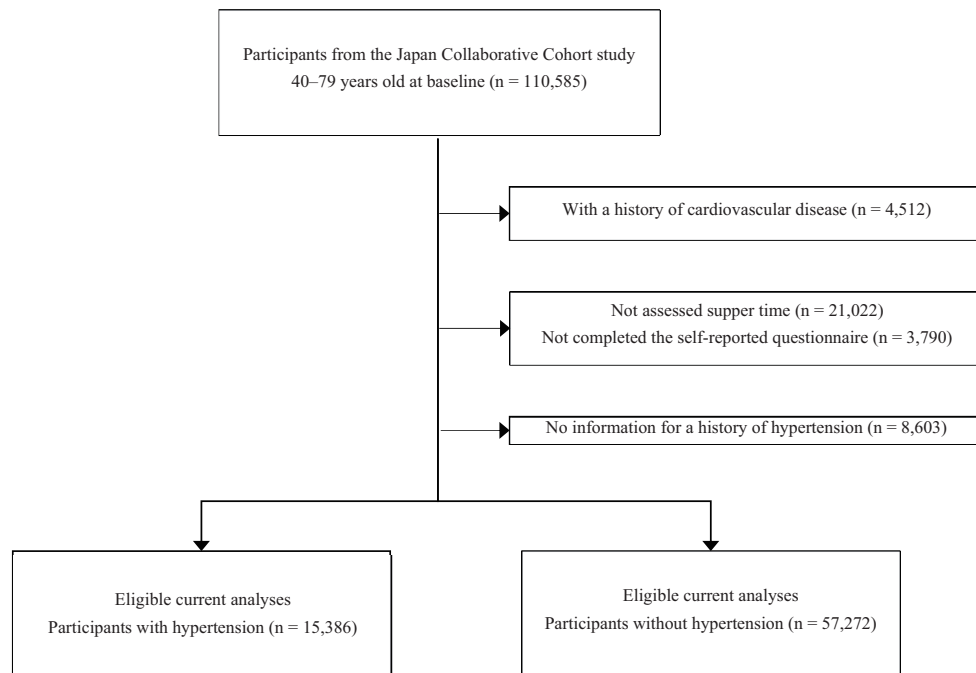 Participants from the Japan Collaborative Cohort study
40–79 years old at baseline (n = 110,585)
With a history of cardiovascular disease (n = 4,512)
Not assessed supper time (n = 21,022)
Not completed the self-reported questionnaire (n = 3,790)
No information for a history of hypertension (n = 8,603)
Eligible current analyses
Participants with hypertension (n = 15,386)
Eligible current analyses
Participants without hypertension (n = 57,272)